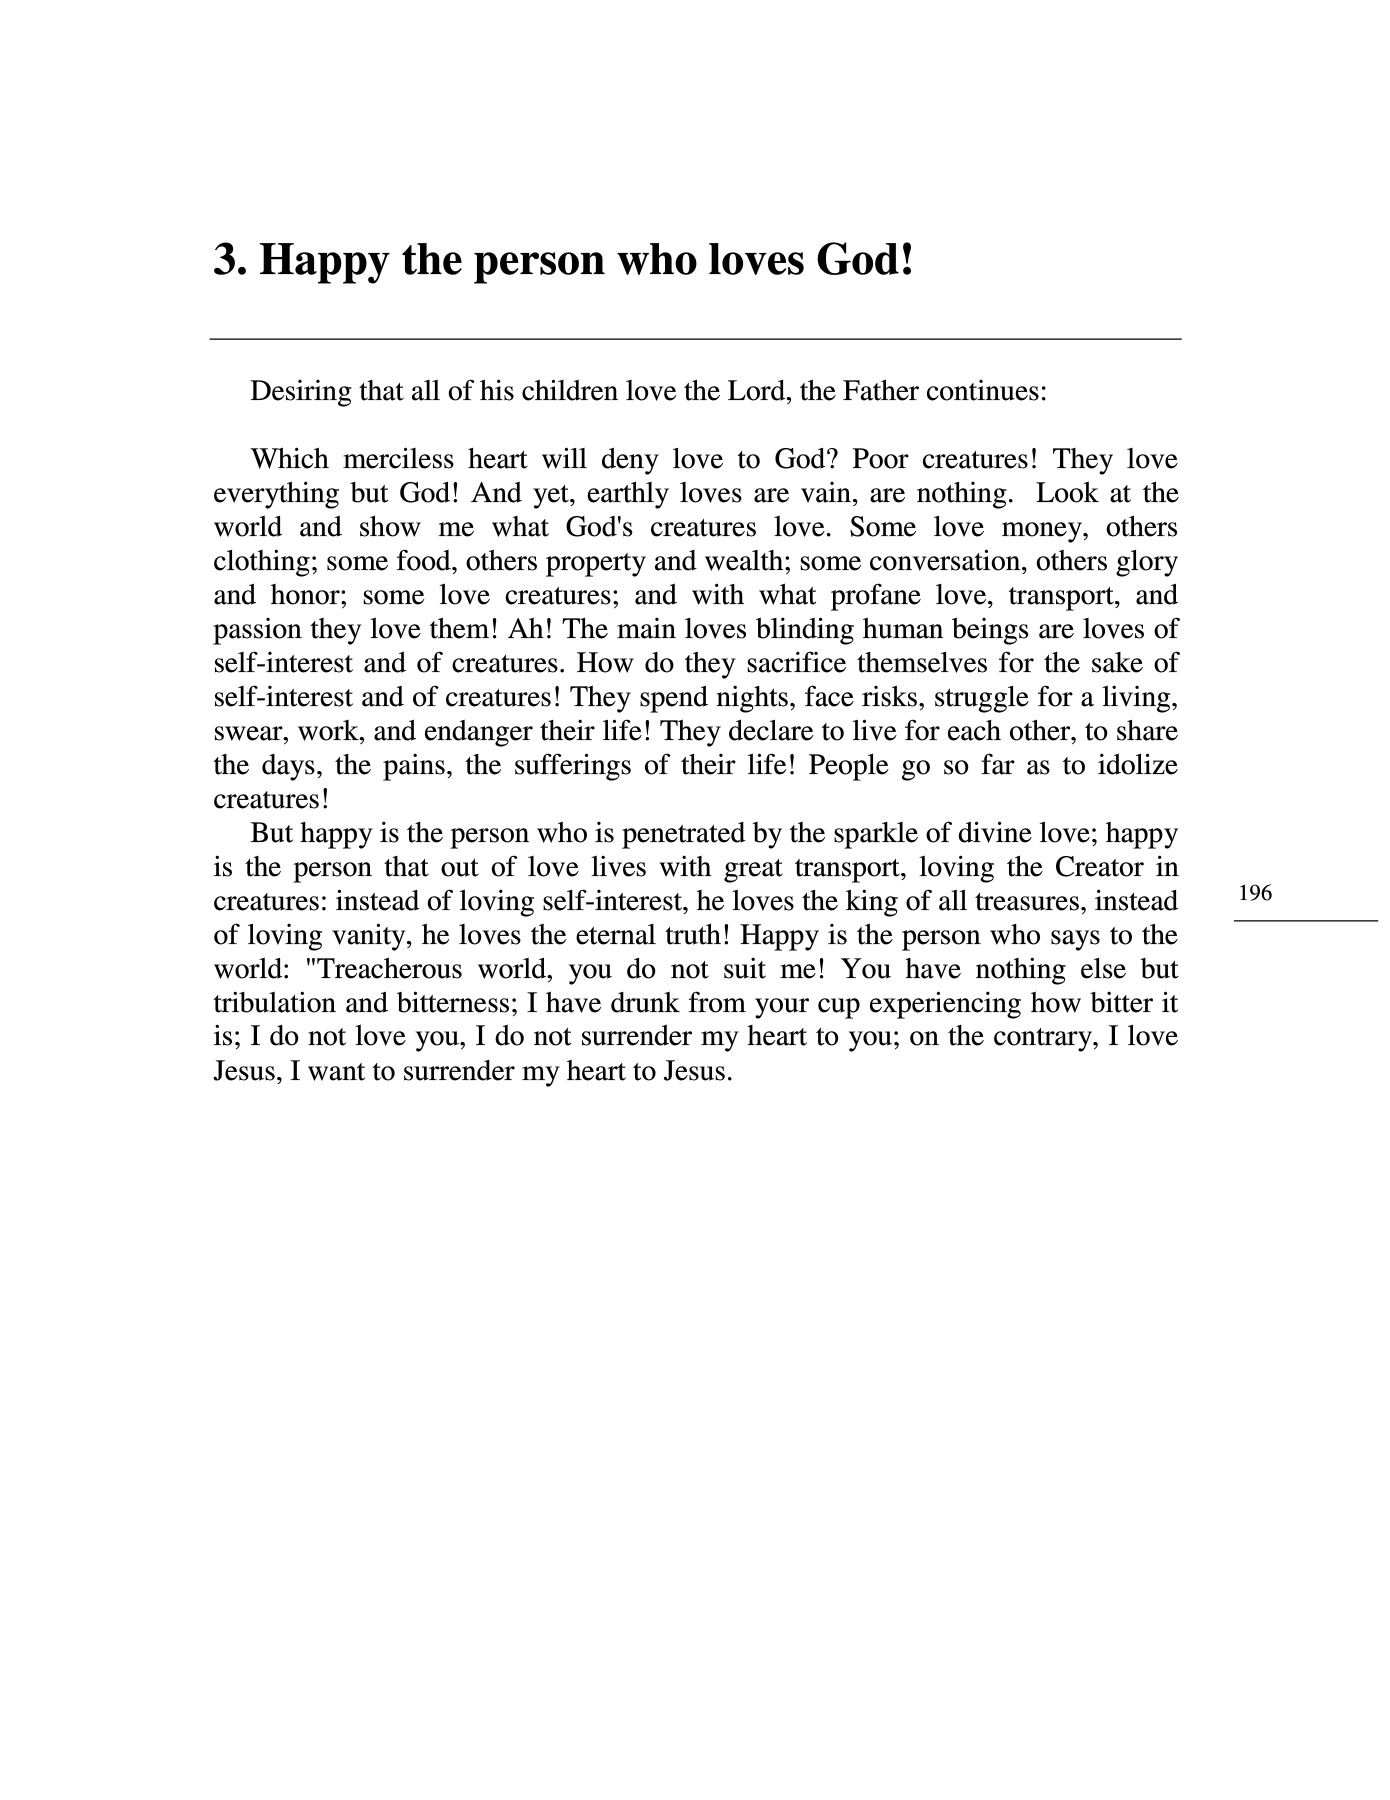 3. Happy the person who loves God!
Desiring that all of his children love the Lord, the Father continues:
Which merciless heart will deny love to God? Poor creatures! They love
everything but God! And yet, earthly loves are vain, are nothing.  Look at the
world and show me what God's creatures love. Some love money, others
clothing; some food, others property and wealth; some conversation, others glory
and honor; some love creatures; and with what profane love, transport, and
passion they love them! Ah! The main loves blinding human beings are loves of
self-interest and of creatures. How do they sacrifice themselves for the sake of
self-interest and of creatures! They spend nights, face risks, struggle for a living,
swear, work, and endanger their life! They declare to live for each other, to share
the days, the pains, the sufferings of their life! People go so far as to idolize
creatures!
But happy is the person who is penetrated by the sparkle of divine love; happy
is the person that out of love lives with great transport, loving the Creator in
creatures: instead of loving self-interest, he loves the king of all treasures, instead
of loving vanity, he loves the eternal truth! Happy is the person who says to the
world: "Treacherous world, you do not suit me! You have nothing else but
tribulation and bitterness; I have drunk from your cup experiencing how bitter it
is; I do not love you, I do not surrender my heart to you; on the contrary, I love
Jesus, I want to surrender my heart to Jesus.
196